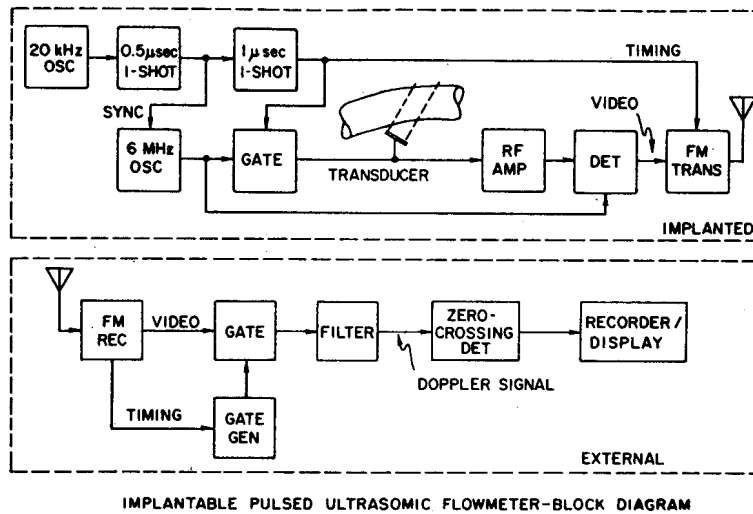 20 kHz
OSC
0.5μsec
1-SHOT
1 μsec
1-SHOT
TIMING
SYNC
VIDEO
6 MHz
OSC
GATE
TRANSDUCER
RF
AMP
DET
FM
TRANS
IMPLANTED
FM
REC
VIDEO
GATE
FILTER
ZERO-
CROSSING
DET
RECORDER/
DISPLAY
DOPPLER SIGNAL
TIMING
GATE
GEN
EXTERNAL
IMPLANTABLE PULSED ULTRASOMIC FLOWMETER-BLOCK DIAGRAM